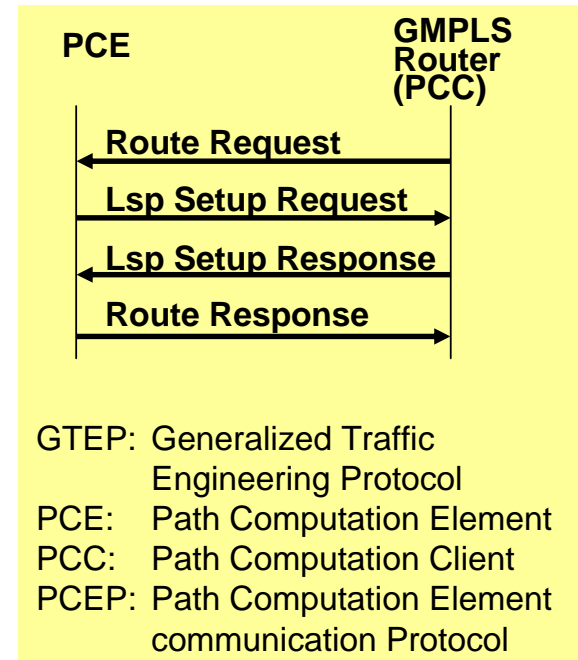 PCE
GMPLS
Router
(PCC)
Route Request
Lsp Setup Request
Lsp Setup Response
Route Response
GTEP: Generalized Traffic
Engineering Protocol
PCE: Path Computation Element
PCC: Path Computation Client
PCEP: Path Computation Element
communication Protocol